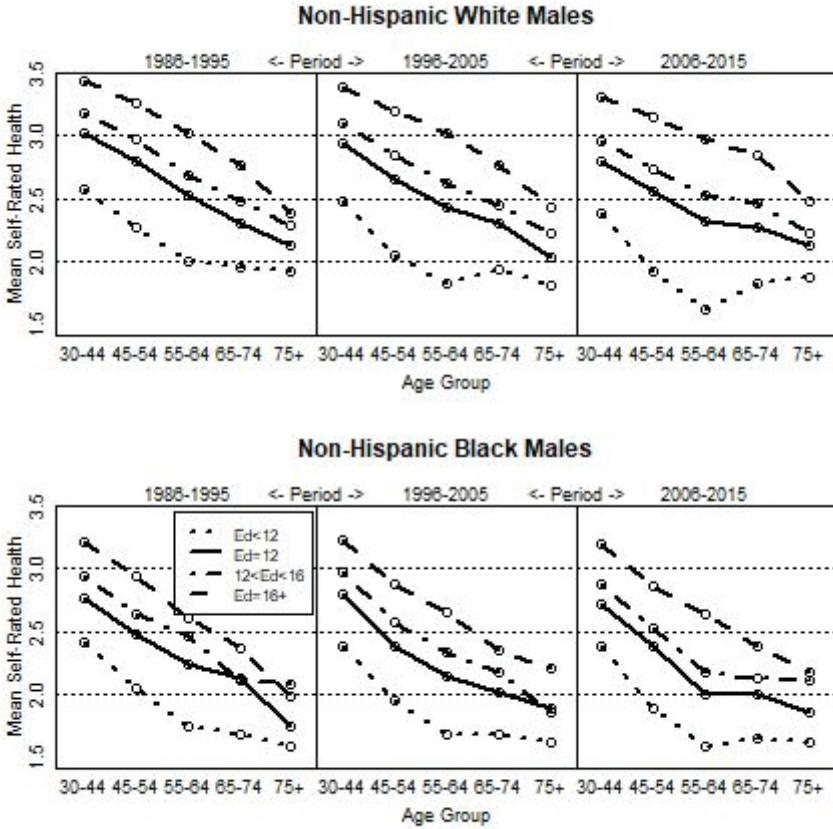 Non-Hispanic White Males
1986-1995 <- Period -> 1996-2005 <- Period -> 2006-2015
Mean Self-Rated Health
3.5
3.0
2.5
2.0
1.5
30-44 45-54 55-64 65-74 75+ 30-44 45-54 55-64 65-74 75+ 30-44 45-54 55-64 65-74 75+
Age Group
Non-Hispanic Black Males
1986-1995 <- Period -> 1996-2005 <- Period -> 2006-2015
Mean Self-Rated Health
3.5
3.0
2.5
2.0
1.5
Ed<12
Ed=12
12<Ed<16
Ed=16+
30-44 45-54 55-64 65-74 75+ 30-44 45-54 55-64 65-74 75+ 30-44 45-54 55-64 65-74 75+
Age Group